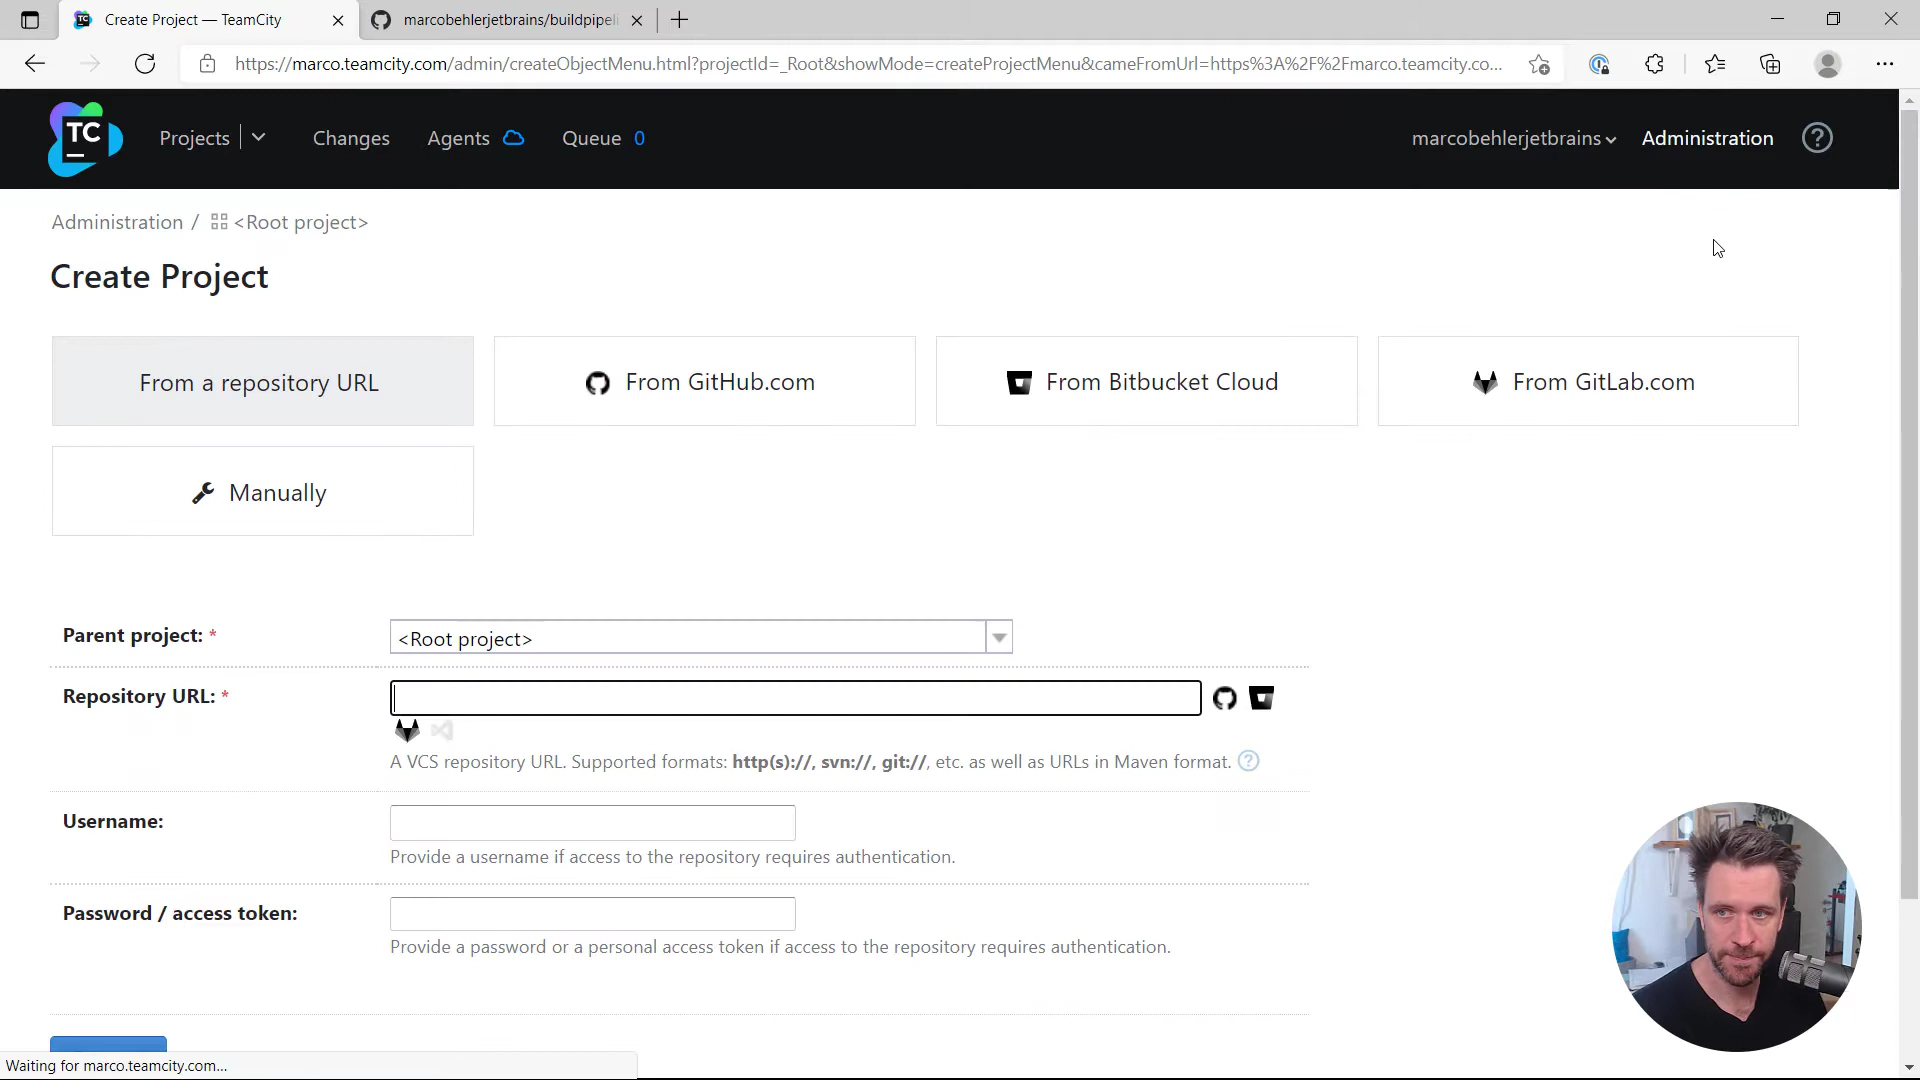 Create Project — TeamCity
marcobehlerjetbrains/buildpipeli
https://marco.teamcity.com/admin/createObjectMenu.html?projectId=_Root&showMode=createProjectMenu&cameFromUrl=https%3A%2F%2Fmarco.teamcity.co...
TC
Projects
Changes
Agents
Queue 0
marcobehlerjetbrains
Administration
Administration / <Root project>
Create Project
From a repository URL
From GitHub.com
From Bitbucket Cloud
From GitLab.com
Manually
Parent project: *
<Root project>
Repository URL: *
A VCS repository URL. Supported formats: http(s)://, svn://, git://, etc. as well as URLs in Maven format.
Username:
Provide a username if access to the repository requires authentication.
Password / access token:
Provide a password or a personal access token if access to the repository requires authentication.
Waiting for marco.teamcity.com...